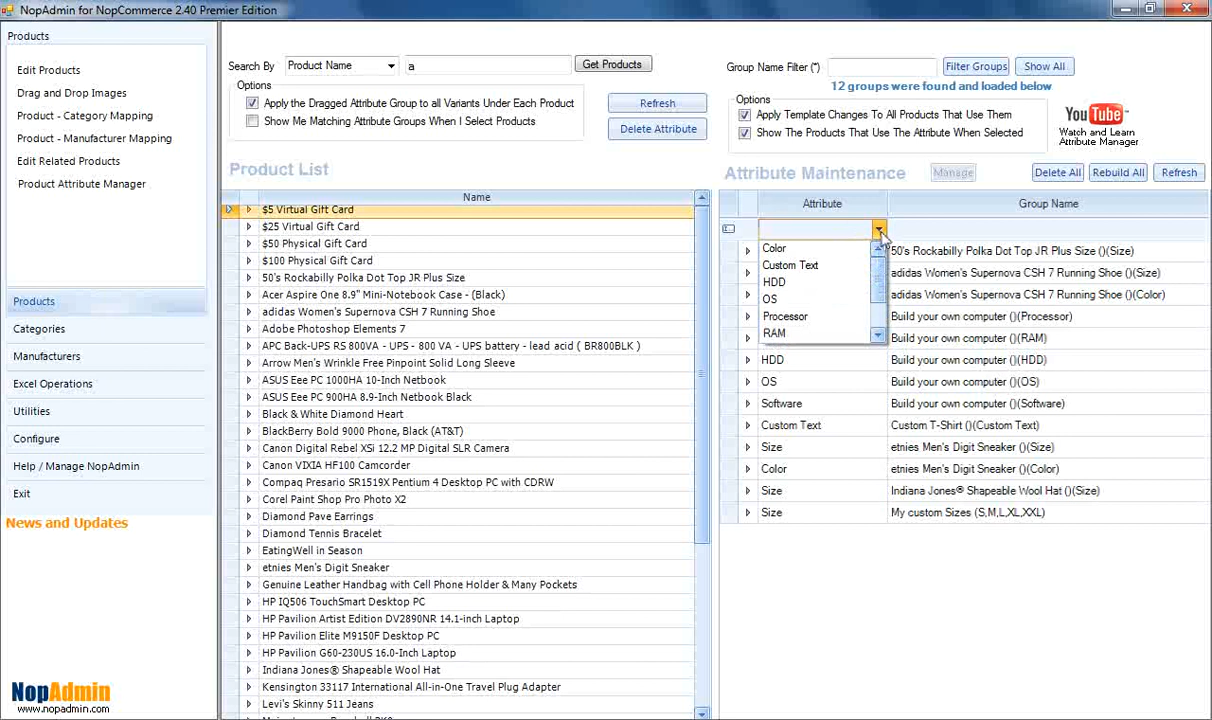 NopAdmin for NopCommerce 2.40 Premier Edition
Products
Edit Products
Drag and Drop Images
Product - Category Mapping
Product - Manufacturer Mapping
Edit Related Products
Product Attribute Manager
Products
Categories
Manufacturers
Excel Operations
Utilities
Configure
Help / Manage NopAdmin
Exit
News and Updates
NopAdmin
www.nopadmin.com
Search By Product Name a Get Products
Options
Apply the Dragged Attribute Group to all Variants Under Each Product
Show Me Matching Attribute Groups When I Select Products
Refresh
Delete Attribute
Product List
Name
$5 Virtual Gift Card
$25 Virtual Gift Card
$50 Physical Gift Card
$100 Physical Gift Card
50's Rockabilly Polka Dot Top JR Plus Size
Acer Aspire One 8.9" Mini-Notebook Case - (Black)
adidas Women's Supernova CSH 7 Running Shoe
Adobe Photoshop Elements 7
APC Back-UPS RS 800VA - UPS - 800 VA - UPS battery - lead acid ( BR800BLK )
Arrow Men's Wrinkle Free Pinpoint Solid Long Sleeve
ASUS Eee PC 1000HA 10-Inch Netbook
ASUS Eee PC 900HA 8.9-Inch Netbook Black
Black & White Diamond Heart
BlackBerry Bold 9000 Phone, Black (AT&T)
Canon Digital Rebel XSi 12.2 MP Digital SLR Camera
Canon VIXIA HF100 Camcorder
Compaq Presario SR1519X Pentium 4 Desktop PC with CDRW
Corel Paint Shop Pro Photo X2
Diamond Pave Earrings
Diamond Tennis Bracelet
EatingWell in Season
etnies Men's Digit Sneaker
Genuine Leather Handbag with Cell Phone Holder & Many Pockets
HP IQ506 TouchSmart Desktop PC
HP Pavilion Artist Edition DV2890NR 14.1-inch Laptop
HP Pavilion Elite M9150F Desktop PC
HP Pavilion G60-230US 16.0-Inch Laptop
Indiana Jones® Shapeable Wool Hat
Kensington 33117 International All-in-One Travel Plug Adapter
Levi's Skinny 511 Jeans
Group Name Filter (*) Filter Groups Show All
12 groups were found and loaded below
Options
Apply Template Changes To All Products That Use Them
Show The Products That Use The Attribute When Selected
YouTube
Watch and Learn
Attribute Manager
Attribute Maintenance Manage Delete All Rebuild All Refresh
Attribute Group Name
Color
Custom Text
HDD
OS
Processor
RAM
50's Rockabilly Polka Dot Top JR Plus Size ()(Size)
adidas Women's Supernova CSH 7 Running Shoe ()(Size)
adidas Women's Supernova CSH 7 Running Shoe ()(Color)
Build your own computer ()(Processor)
Build your own computer ()(RAM)
HDD Build your own computer ()(HDD)
OS Build your own computer ()(OS)
Software Build your own computer ()(Software)
Custom Text Custom T-Shirt ()(Custom Text)
Size etnies Men's Digit Sneaker ()(Size)
Color etnies Men's Digit Sneaker ()(Color)
Size Indiana Jones® Shapeable Wool Hat ()(Size)
Size My custom Sizes (S,M,L,XL,XXL)